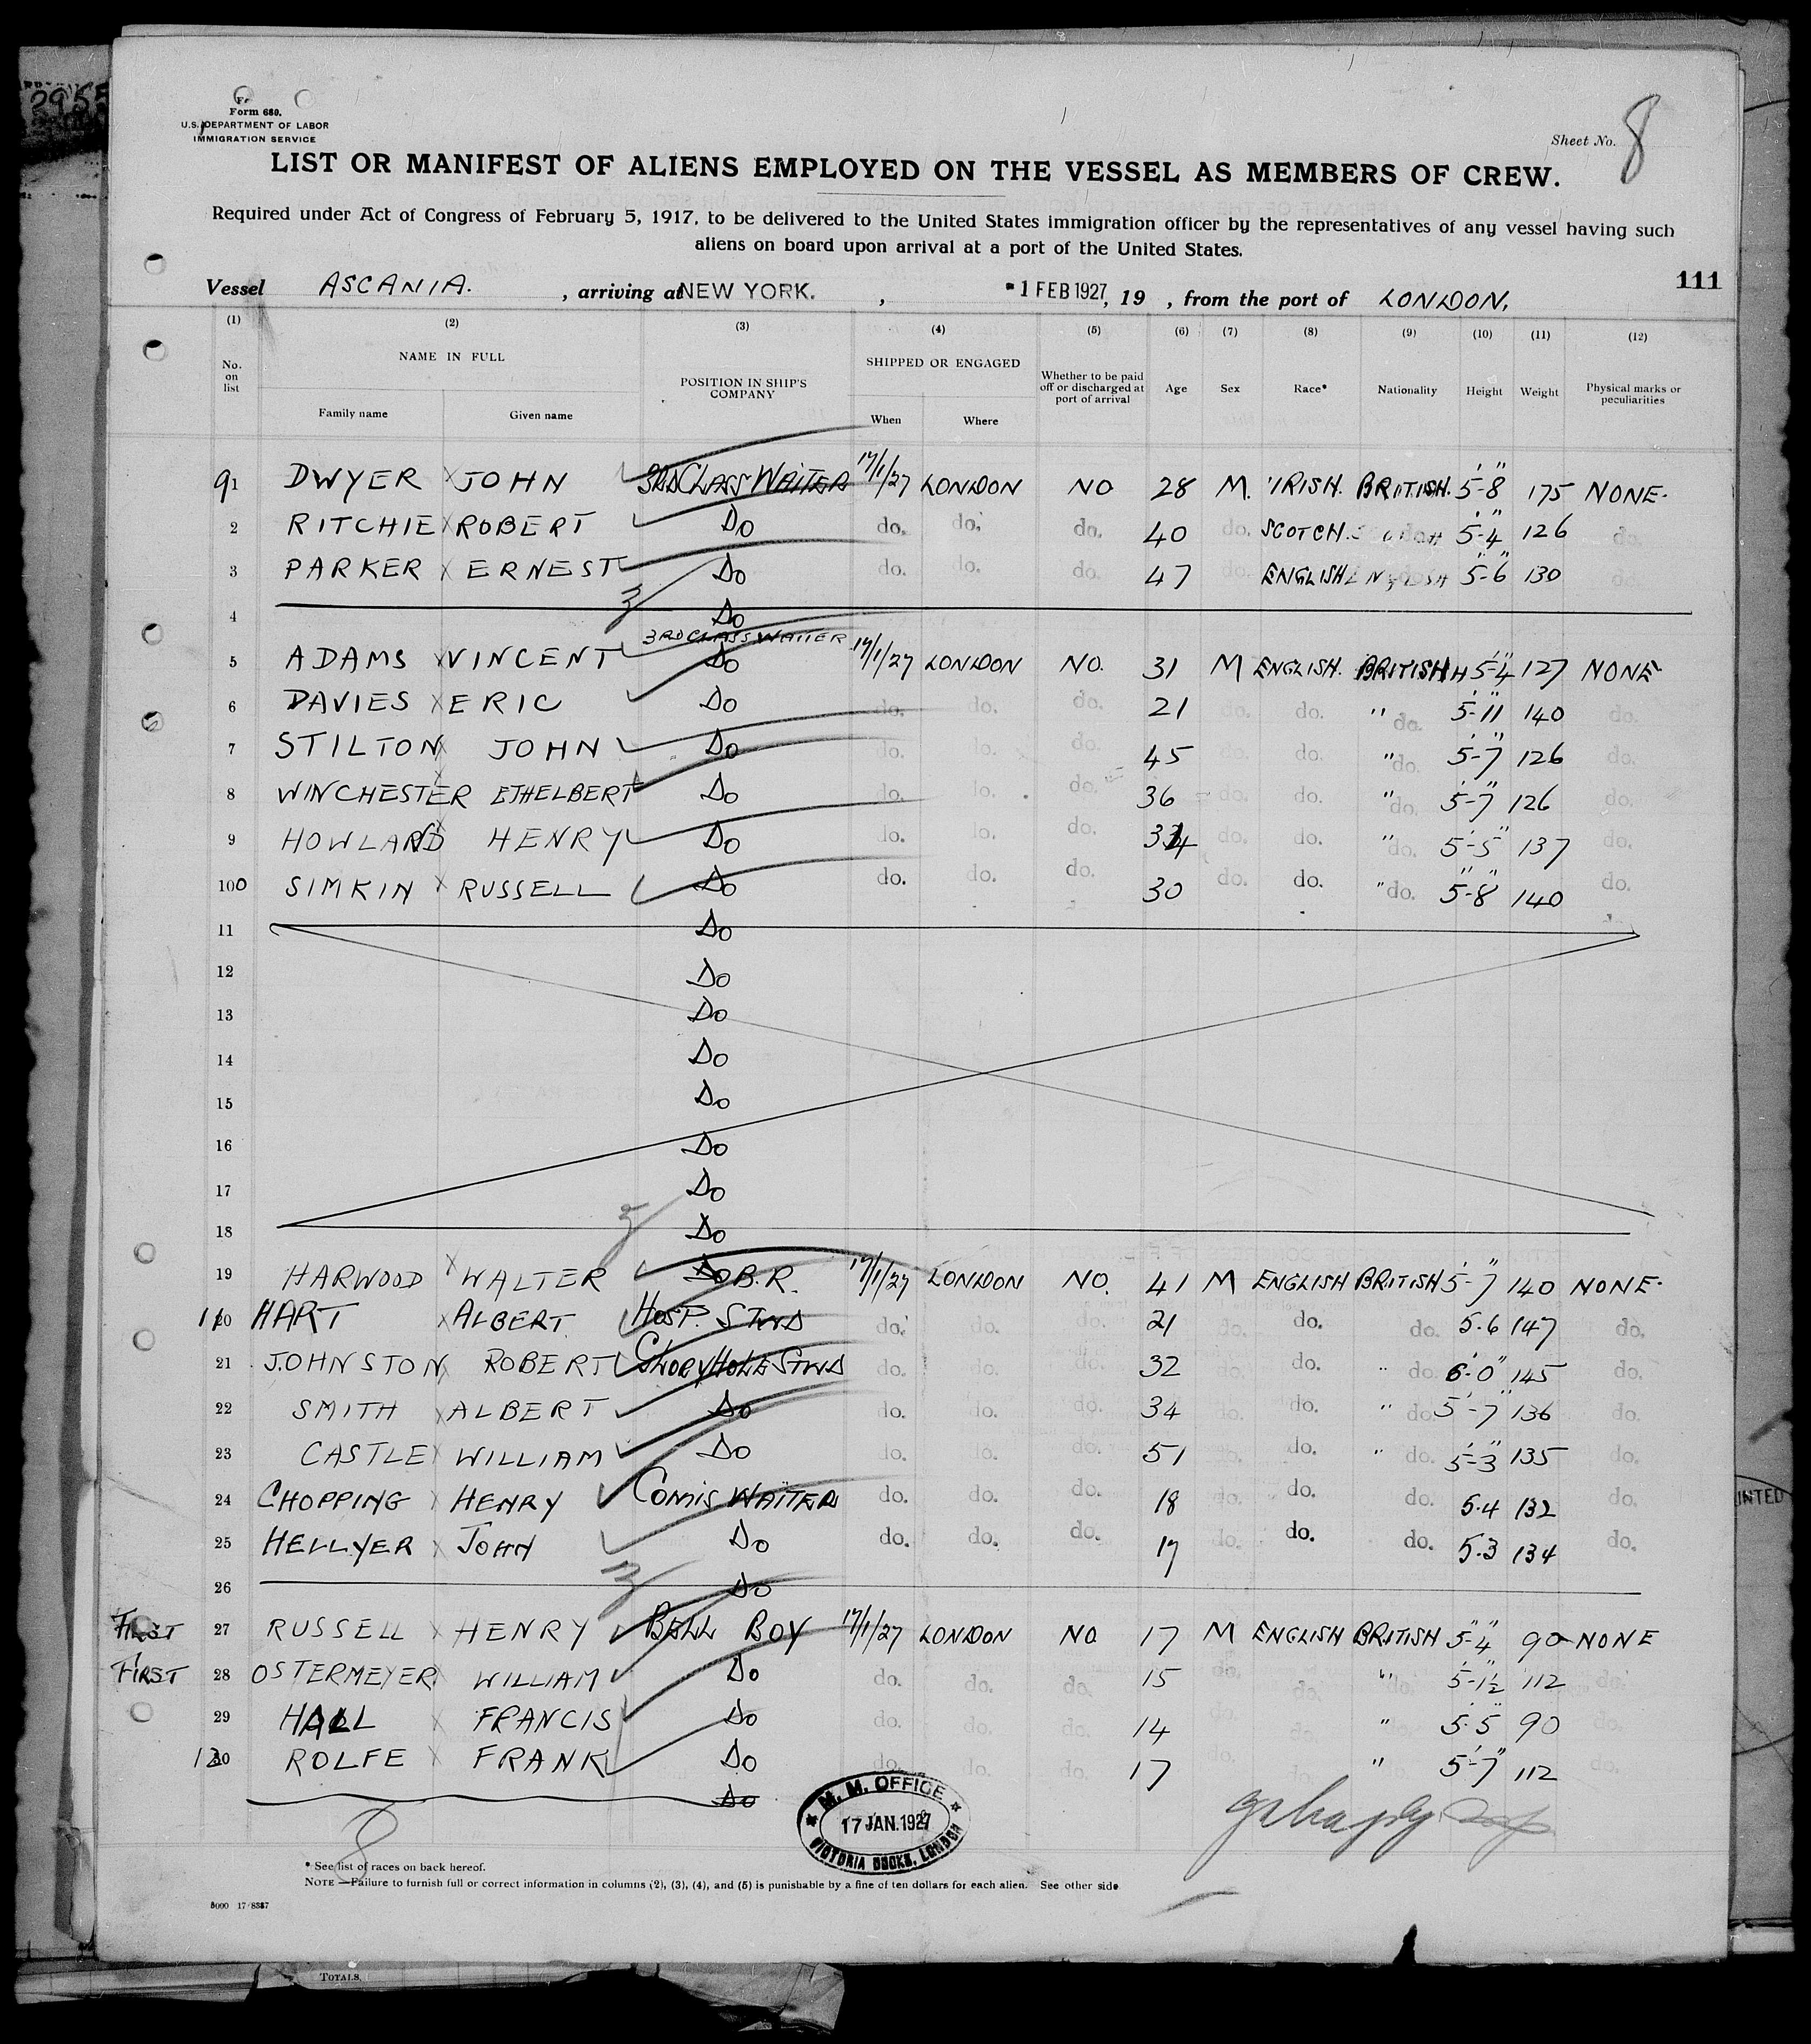 Form 680.
U.S. DEPARTMENT OF LABOR
IMMIGRATION SERVICE
Sheet No. 8
LIST OR MANIFEST OF ALIENS EMPLOYED ON THE VESSEL AS MEMBERS OF CREW.
Required under Act of Congress of February 5, 1917, to be delivered to the United States immigration officer by the representatives of any vessel having such
aliens on board upon arrival at a port of the United States.
111
Vessel ASCANIA. , arriving at NEW YORK. , -1 FEB 1927, 19 , from the port of LONDON.
(1) (2) (3) (4) (5) (6) (7) (8) (9) (10) (11) (12)
No. on list NAME IN FULL Family name Given name POSITION IN SHIP'S COMPANY SHIPPED OR ENGAGED When Where Whether to be paid off or discharged at port of arrival Age Sex Race* Nationality Height Weight Physical marks or peculiarities
91 DWYER X JOHN 3RD CLASS WAITER 17/1/27 LONDON NO 28 M. IRISH. BRITISH. 5'-8" 175 NONE.
2 RITCHIE X ROBERT Do do. do. do. 40 do. SCOTCH. do. 5'-4" 126 do.
3 PARKER X ERNEST Do do. do. do. 47 do. ENGLISH do. 5'-6" 130 do.
4 Do
3RD CLASS WAITER
5 ADAMS X VINCENT Do 17/1/27 LONDON NO. 31 M ENGLISH. BRITISH 5'-4" 127 NONE
6 DAVIES X ERIC Do do. do. do. 21 do. do. " do. 5'-11" 140 do.
7 STILTON X JOHN Do do. do. do. 45 do. do. " do. 5'-7" 126 do.
8 WINCHESTER X ETHELBERT Do do. do. do. 36 do. do. " do. 5'-7" 126 do.
9 HOWLAND X HENRY Do do. do. do. 34 do. do. " do. 5'-5" 137 do.
100 SIMKIN X RUSSELL Do do. do. do. 30 do. do. " do. 5"-8" 140 do.
11 Do do.
12 Do
13 Do
14 Do
15 Do
16 Do
17 Do
18 Do
19 HARWOOD X WALTER Do B.R. 17/1/27 LONDON NO. 41 M ENGLISH BRITISH 5'-7" 140 NONE.
110 20 HART X ALBERT HOSP. STWD do. do. do. 21 do. do. do. 5.6 147 do.
21 JOHNSTON X ROBERT GLORY HOLE STWD do. do. do. 32 do. do. " do. 6'-0" 145 do.
22 SMITH X ALBERT Do do. do. do. 34 do. do. " do. 5'-7" 136 do.
23 CASTLE X WILLIAM Do do. do. do. 51 do. do. " do. 5'-3" 135 do.
24 CHOPPING X HENRY COMIS WAITER do. do. do. 18 do. do. do. 5.4 132 do.
25 HELLYER X JOHN Do do. do. do. 17 do. do. do. 5.3 134 do.
26 Do
FIRST 27 RUSSELL X HENRY BELL BOY 17/1/27 LONDON NO 17 M ENGLISH BRITISH 5'-4" 90 NONE
FIRST 28 OSTERMEYER X WILLIAM Do do. do. do. 15 do. do. " do. 5'-1½" 112 do.
29 HALL X FRANCIS Do do. do. do. 14 " 5'.5" 90
120 30 ROLFE X FRANK Do do. do. do. 17 do. " 5'-7" 112 do.
Do
8
M. M. OFFICE
17 JAN. 1927
VICTORIA DOCKS, LONDON
* See list of races on back hereof.
NOTE—Failure to furnish full or correct information in columns (2), (3), (4), and (5) is punishable by a fine of ten dollars for each alien. See other side
TOTALS.